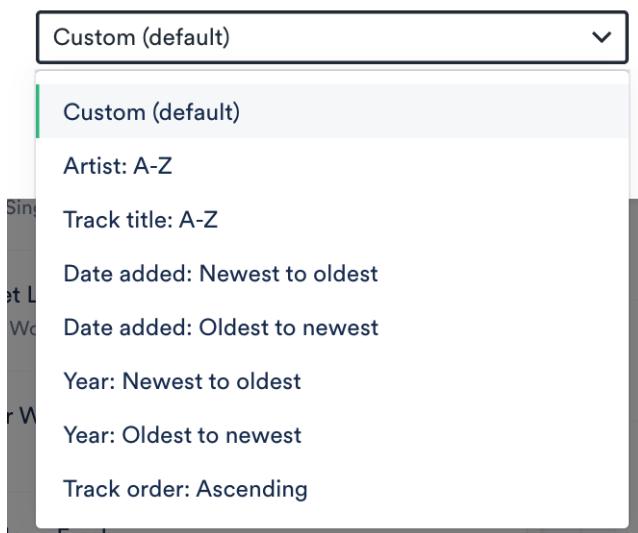 Custom (default)
Custom (default)
Artist: A-Z
Track title: A-Z
Date added: Newest to oldest
Date added: Oldest to newest
Year: Newest to oldest
Year: Oldest to newest
Track order: Ascending